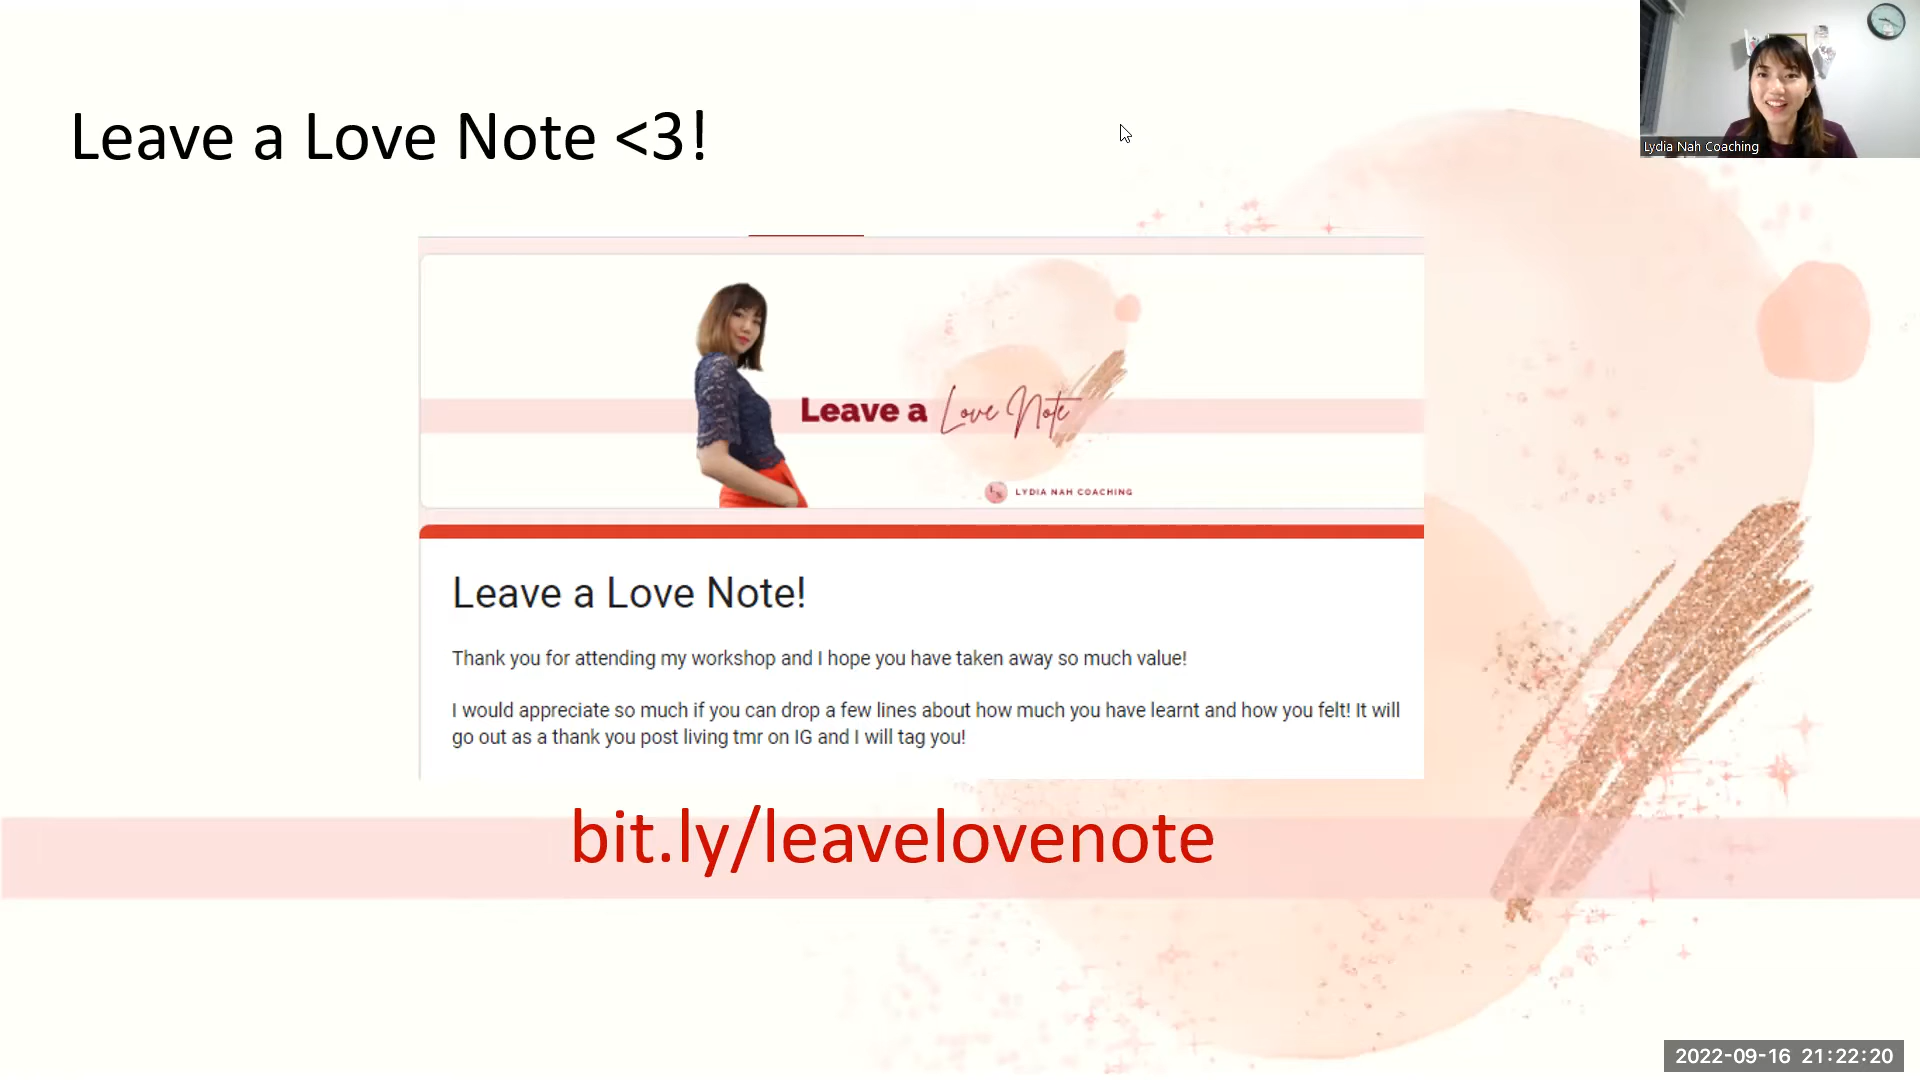 Leave a Love Note <3!
Lydia Nah Coaching
Leave a Love Note
LYDIA NAH COACHING
Leave a Love Note!
Thank you for attending my workshop and I hope you have taken away so much value!
I would appreciate so much if you can drop a few lines about how much you have learnt and how you felt! It will
go out as a thank you post living tmr on IG and I will tag you!
bit.ly/leavelovenote
2022-09-16 21:22:20